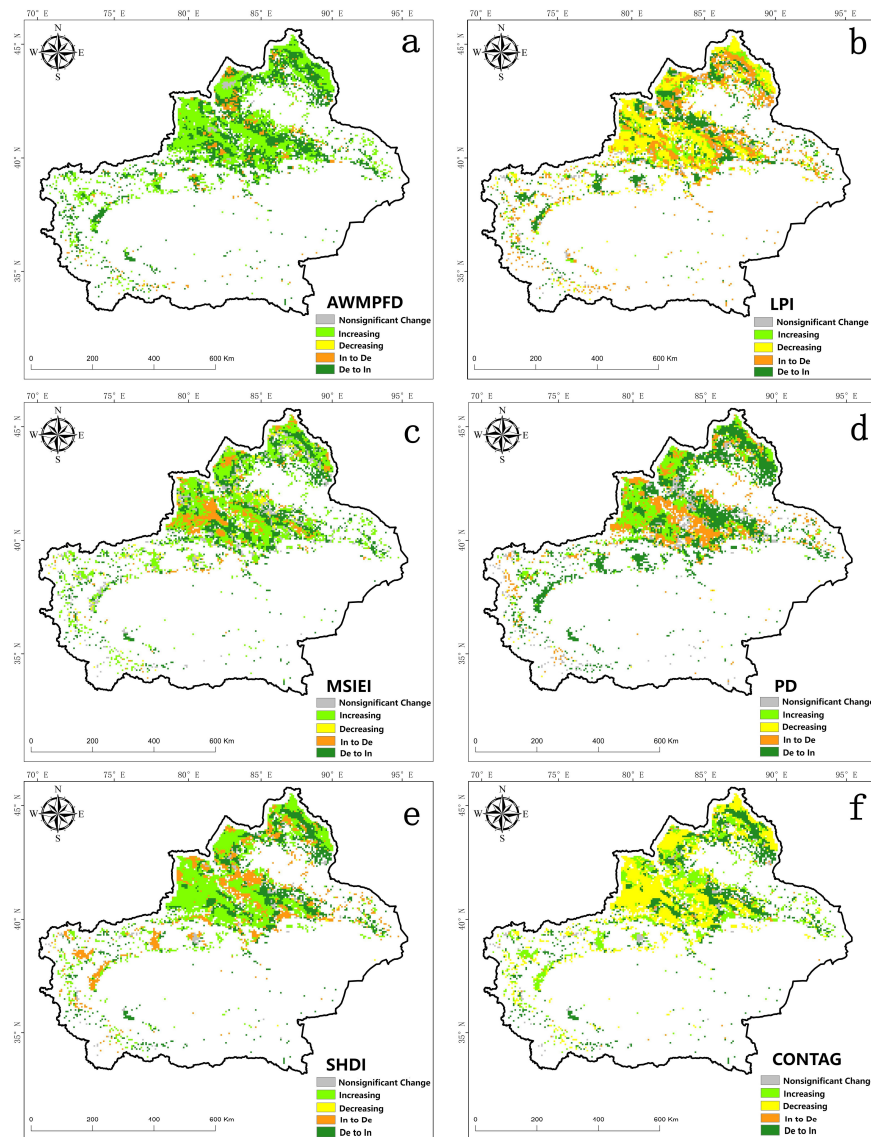 70° E 75° E 80° E 85° E 90° E 95° E
45° N
40° N
35° N
N
W E
S
a
AWMPFD
Nonsignificant Change
Increasing
Decreasing
In to De
De to In
0 200 400 600 Km
70° E 75° E 80° E 85° E 90° E 95° E
45° N
40° N
35° N
N
W E
S
b
LPI
Nonsignificant Change
Increasing
Decreasing
In to De
De to In
0 200 400 600 Km
70° E 75° E 80° E 85° E 90° E 95° E
45° N
40° N
35° N
N
W E
S
c
MSIEI
Nonsignificant Change
Increasing
Decreasing
In to De
De to In
0 200 400 600 Km
70° E 75° E 80° E 85° E 90° E 95° E
45° N
40° N
35° N
N
W E
S
d
PD
Nonsignificant Change
Increasing
Decreasing
In to De
De to In
0 200 400 600 Km
70° E 75° E 80° E 85° E 90° E 95° E
45° N
40° N
35° N
N
W E
S
e
SHDI
Nonsignificant Change
Increasing
Decreasing
In to De
De to In
0 200 400 600 Km
70° E 75° E 80° E 85° E 90° E 95° E
45° N
40° N
35° N
N
W E
S
f
CONTAG
Nonsignificant Change
Increasing
Decreasing
In to De
De to In
0 200 400 600 Km